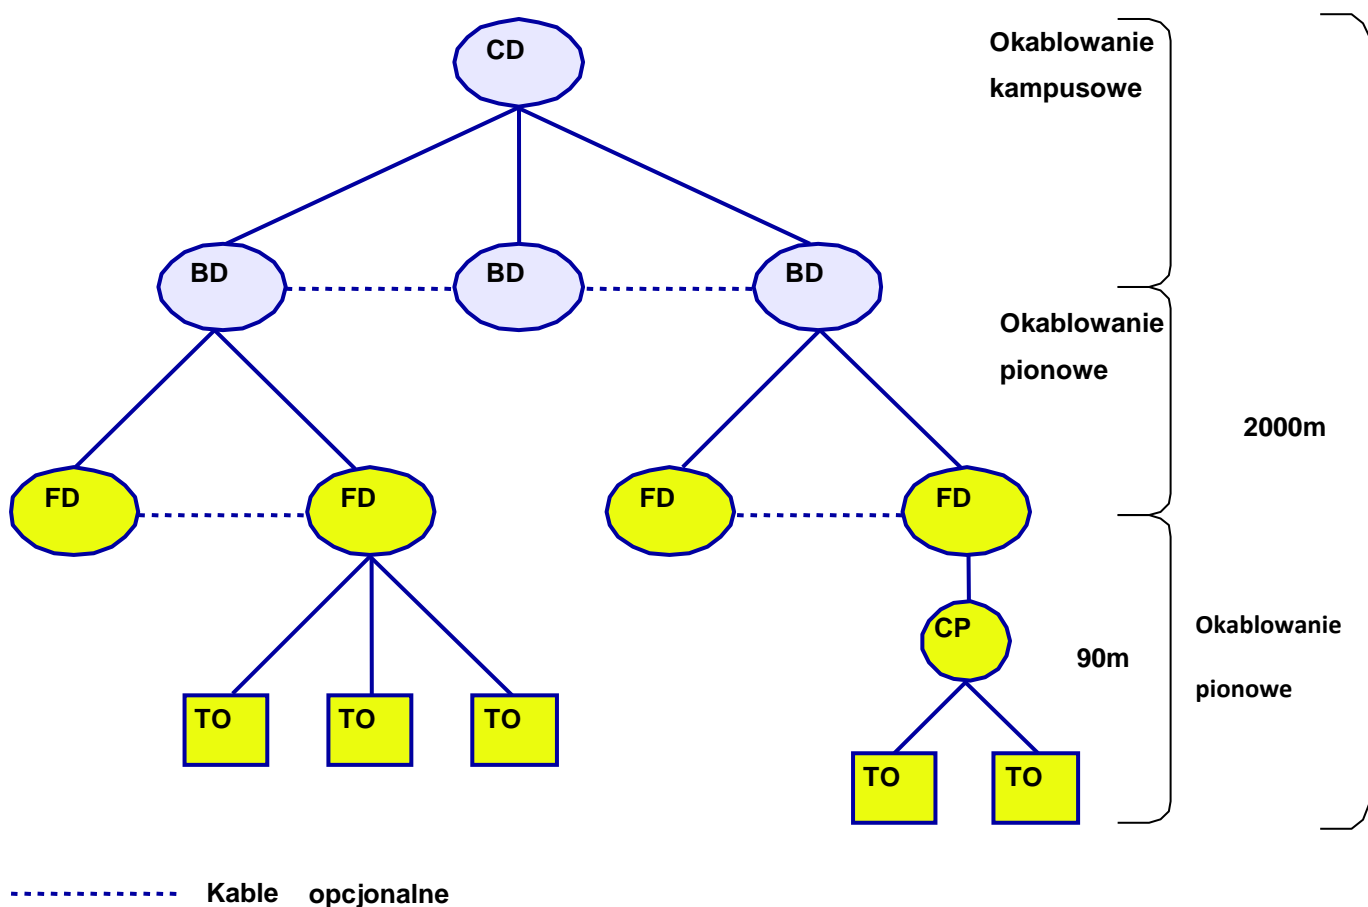 CD
Okablowanie
kampusowe
BD
BD
BD
Okablowanie
pionowe
2000m
FD
FD
FD
FD
CP
90m
Okablowanie
pionowe
TO
TO
TO
TO
TO
Kable opcjonalne